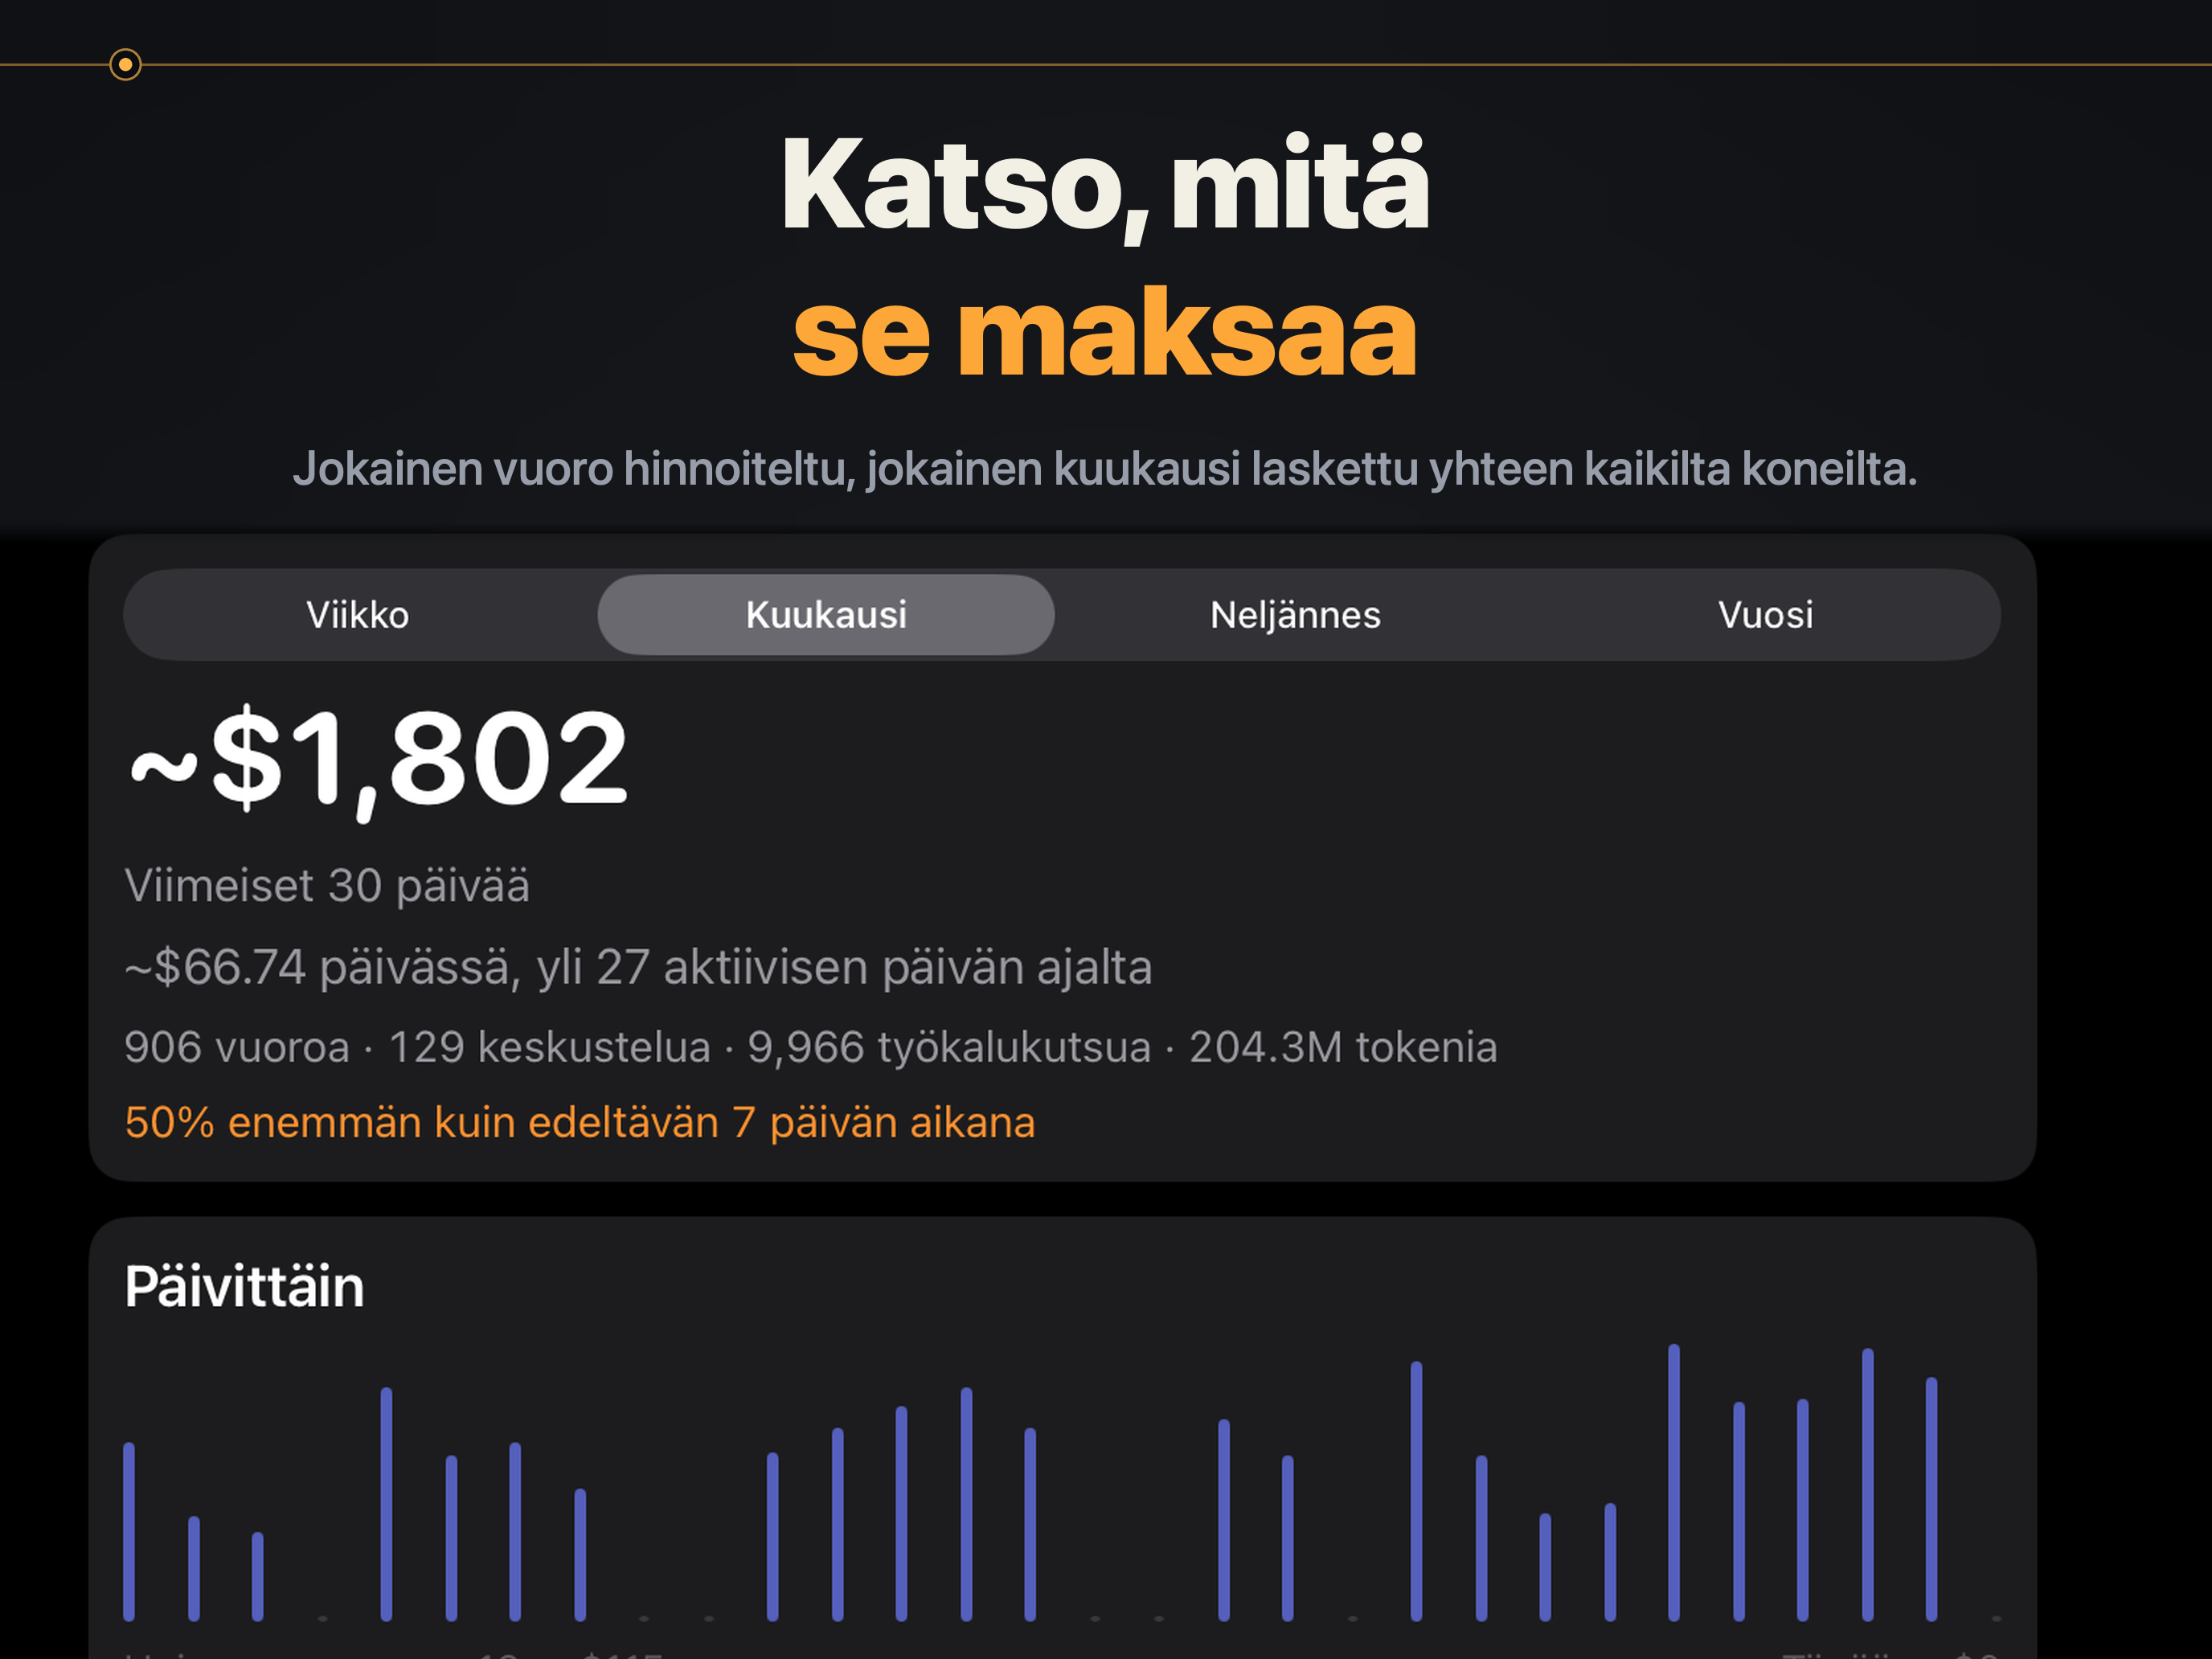 Katso, mitä
se maksaa
Jokainen vuoro hinnoiteltu, jokainen kuukausi laskettu yhteen kaikilta koneilta.
Viikko
Kuukausi
Neljännes
Vuosi
~$1,802
Viimeiset 30 päivää
~$66.74 päivässä, yli 27 aktiivisen päivän ajalta
906 vuoroa · 129 keskustelua · 9,966 työkalukutsua · 204.3M tokenia
50% enemmän kuin edeltävän 7 päivän aikana
Päivittäin